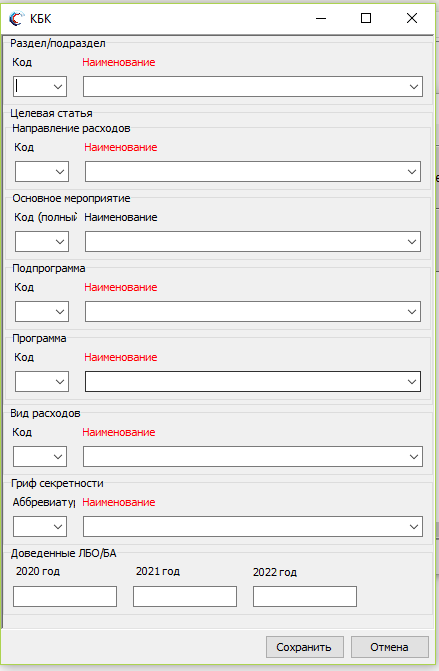 КБК
Раздел/подраздел
Код Наименование
Целевая статья
Направление расходов
Код Наименование
Основное мероприятие
Код (полный Наименование
Подпрограмма
Код Наименование
Программа
Код Наименование
Вид расходов
Код Наименование
Гриф секретности
Аббревиатур Наименование
Доведенные ЛБО/БА
2020 год 2021 год 2022 год
Сохранить Отмена